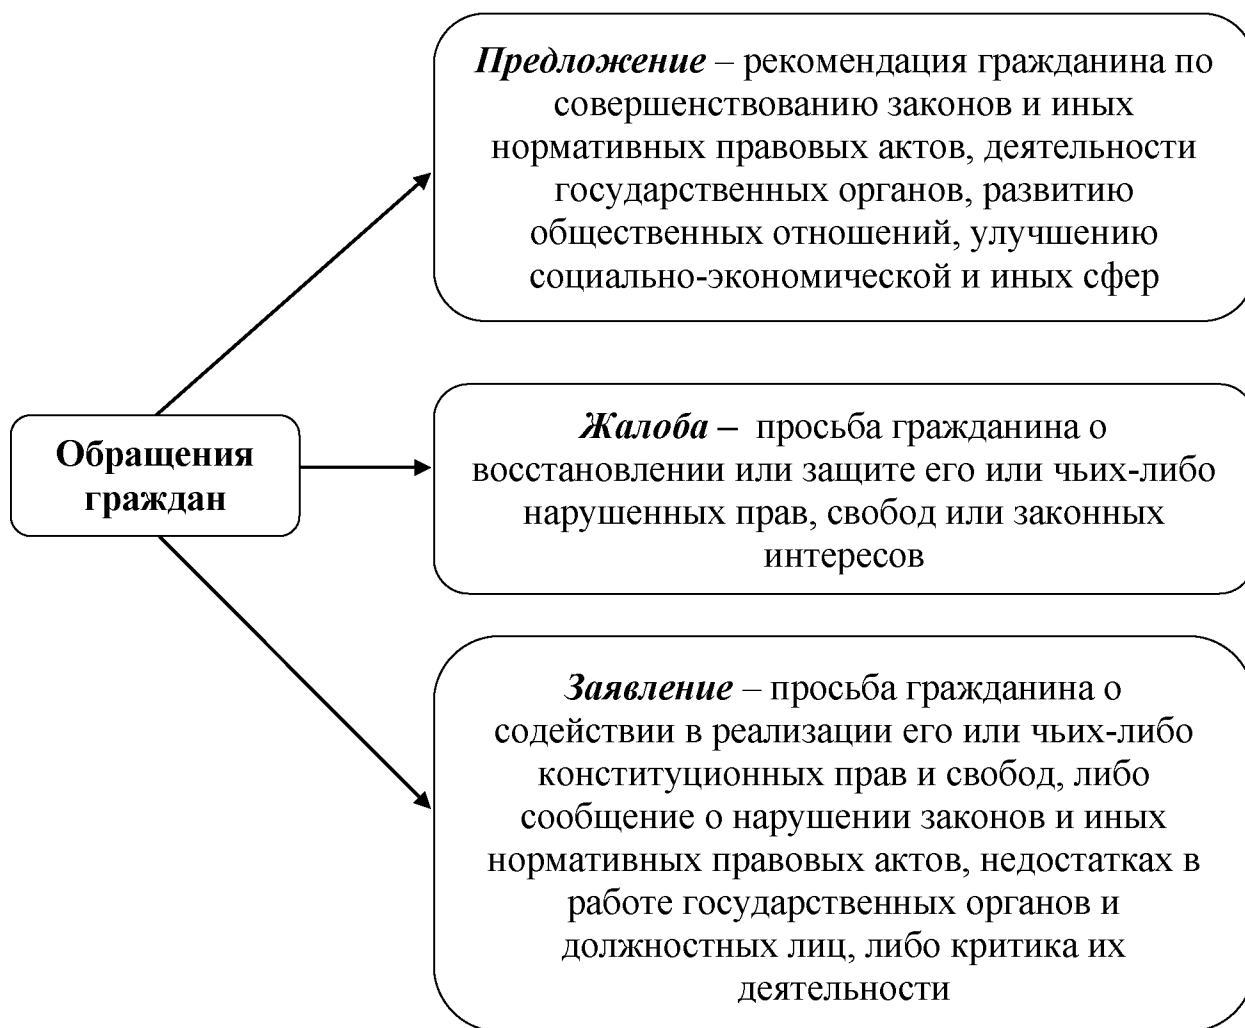 Предложение – рекомендация гражданина по
совершенствованию законов и иных
нормативных правовых актов, деятельности
государственных органов, развитию
общественных отношений, улучшению
социально-экономической и иных сфер
Обращения
граждан
Жалоба – просьба гражданина о
восстановлении или защите его или чьих-либо
нарушенных прав, свобод или законных
интересов
Заявление – просьба гражданина о
содействии в реализации его или чьих-либо
конституционных прав и свобод, либо
сообщение о нарушении законов и иных
нормативных правовых актов, недостатках в
работе государственных органов и
должностных лиц, либо критика их
деятельности